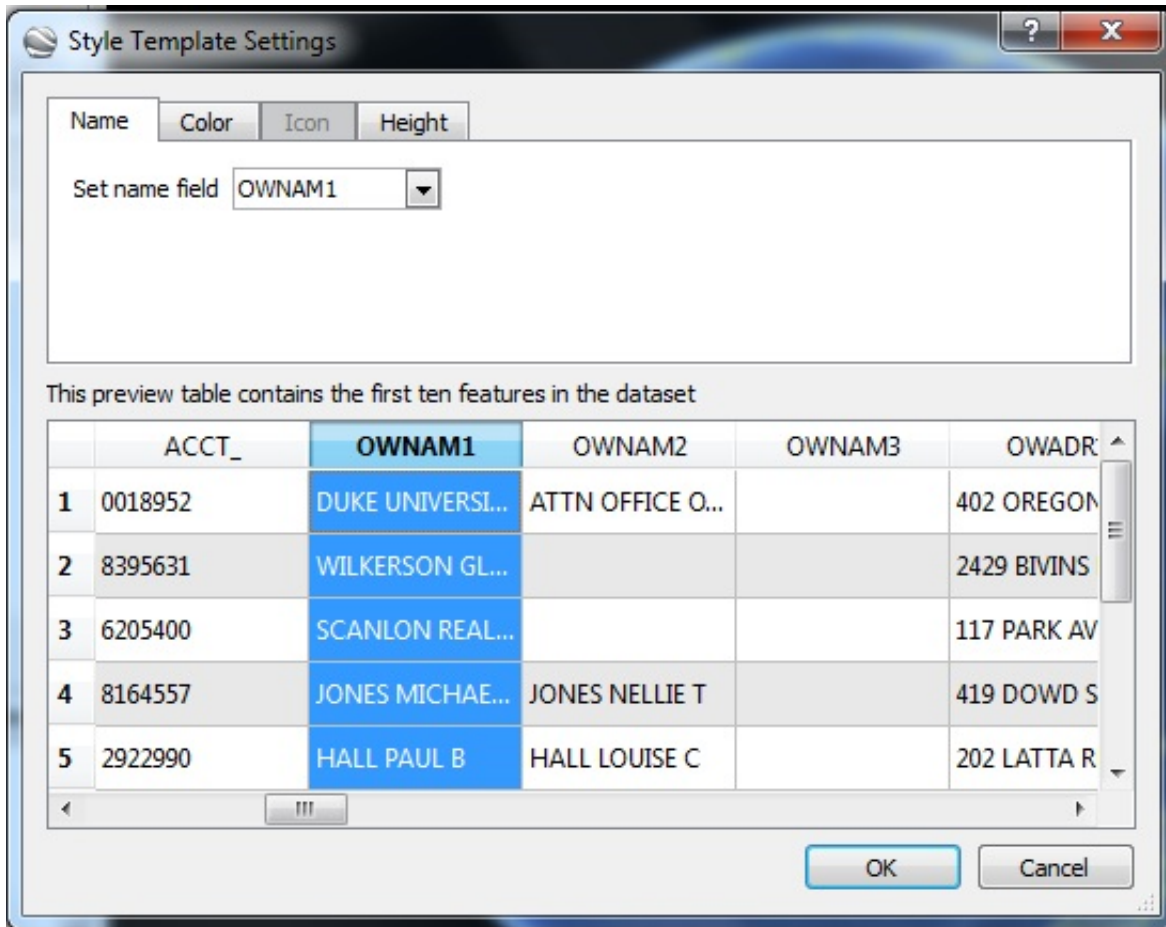 Style Template Settings
Name Color Icon Height
Set name field OWNAM1
This preview table contains the first ten features in the dataset
ACCT_ OWNAM1 OWNAM2 OWNAM3 OWADR
1 0018952 DUKE UNIVERSI... ATTN OFFICE O... 402 OREGON
2 8395631 WILKERSON GL... 2429 BIVINS
3 6205400 SCANLON REAL... 117 PARK AV
4 8164557 JONES MICHAE... JONES NELLIE T 419 DOWD S
5 2922990 HALL PAUL B HALL LOUISE C 202 LATTA R
OK Cancel